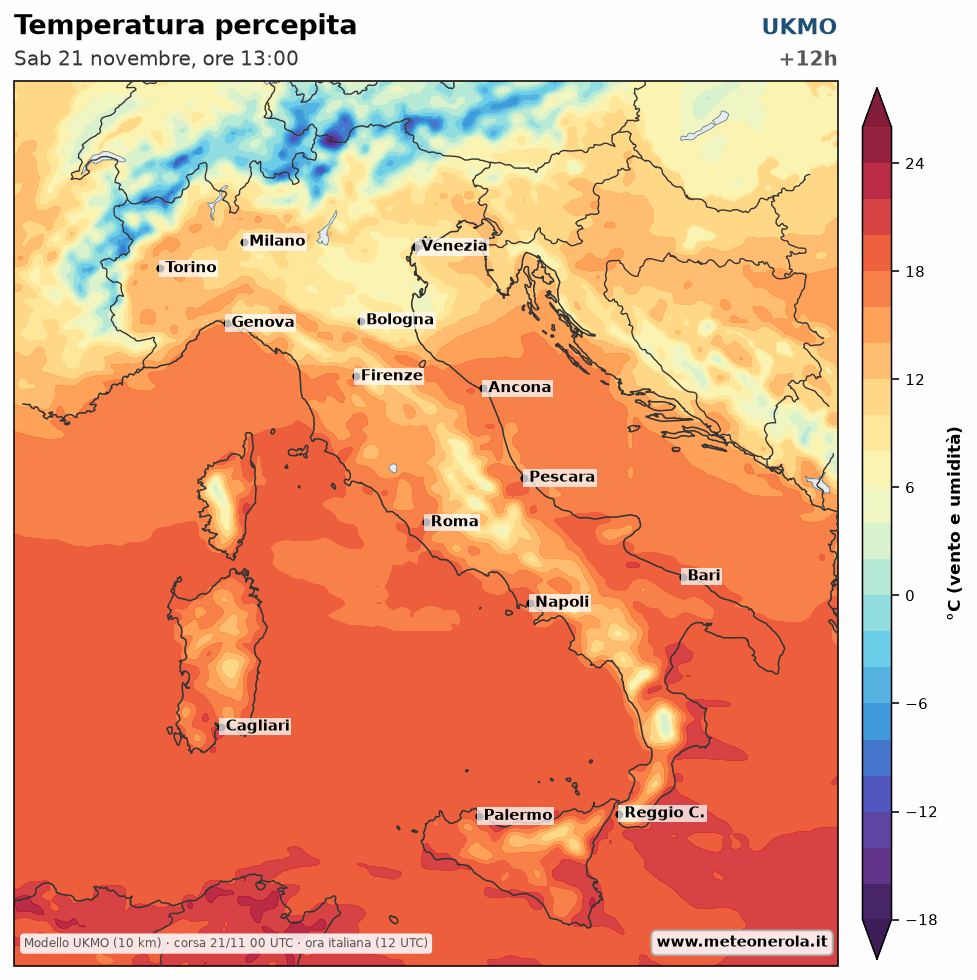 Temperatura percepita
UKMO
Sab 21 novembre, ore 13:00
+12h
Milano
Venezia
Torino
Genova
Bologna
Firenze
Ancona
Pescara
Roma
Bari
Napoli
Cagliari
Palermo
Reggio C.
24
18
12
6
0
−6
−12
−18
°C (vento e umidità)
Modello UKMO (10 km) · corsa 21/11 00 UTC · ora italiana (12 UTC)
www.meteonerola.it